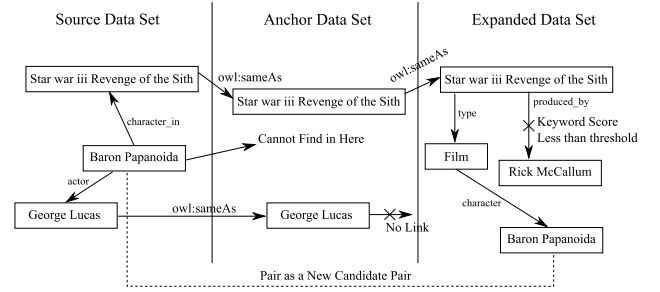 Source Data Set
Anchor Data Set
Expanded Data Set
Star war iii Revenge of the Sith
owl:sameAs
Star war iii Revenge of the Sith
owl:sameAs
Star war iii Revenge of the Sith
character_in
Cannot Find in Here
type
produced_by
Keyword Score
Less than threshold
Baron Papanoida
Film
Rick McCallum
actor
George Lucas
owl:sameAs
George Lucas
No Link
character
Baron Papanoida
Pair as a New Candidate Pair